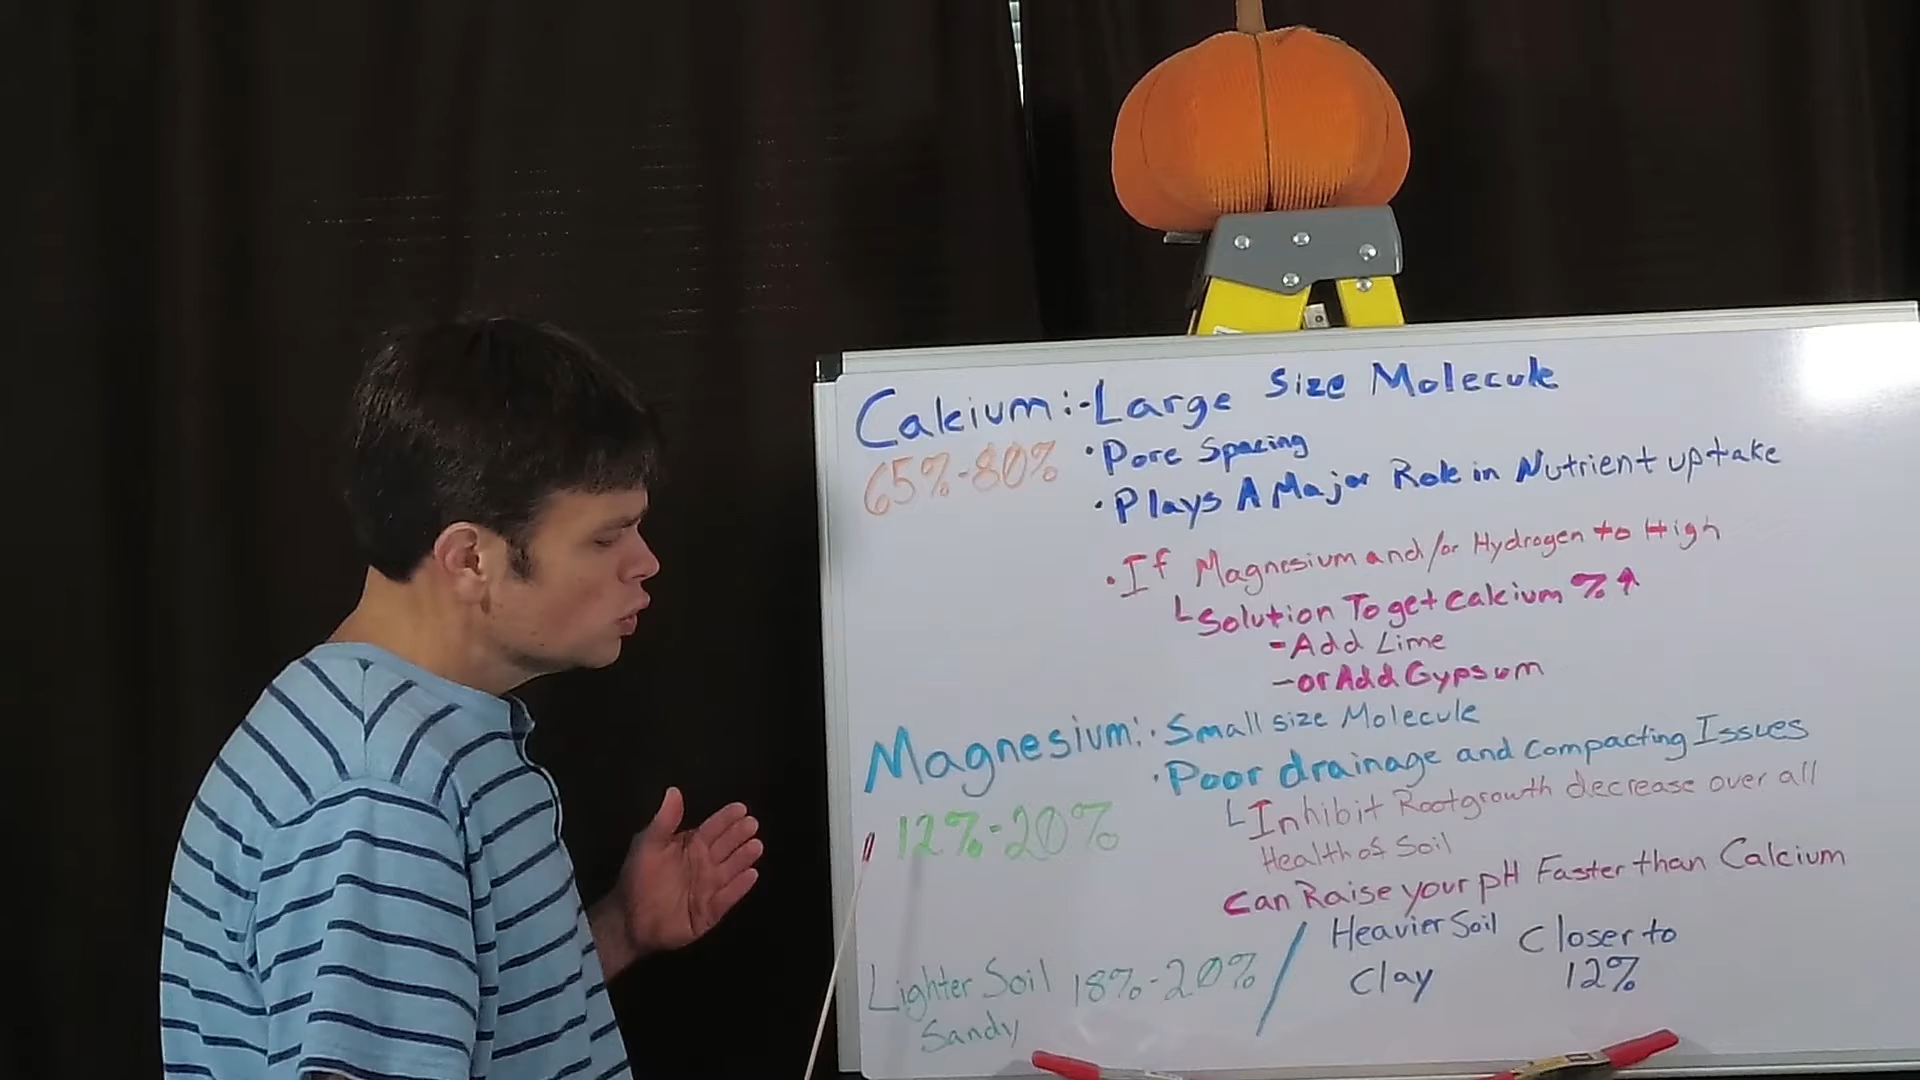 Calcium: - Large Size Molecule
65%-80%
• Pore Spacing
• Plays A Major Role in Nutrient uptake
• If Magnesium and/or Hydrogen to High
Solution To get Calcium % ↑
- Add Lime
- or Add Gypsum
Magnesium: • Small size Molecule
12%-20%
• Poor drainage and compacting Issues
Inhibit Root growth decrease over all
Health of Soil
Can Raise your pH Faster than Calcium
Lighter Soil 18%-20% /
Sandy
Heavier Soil Closer to
Clay 12%